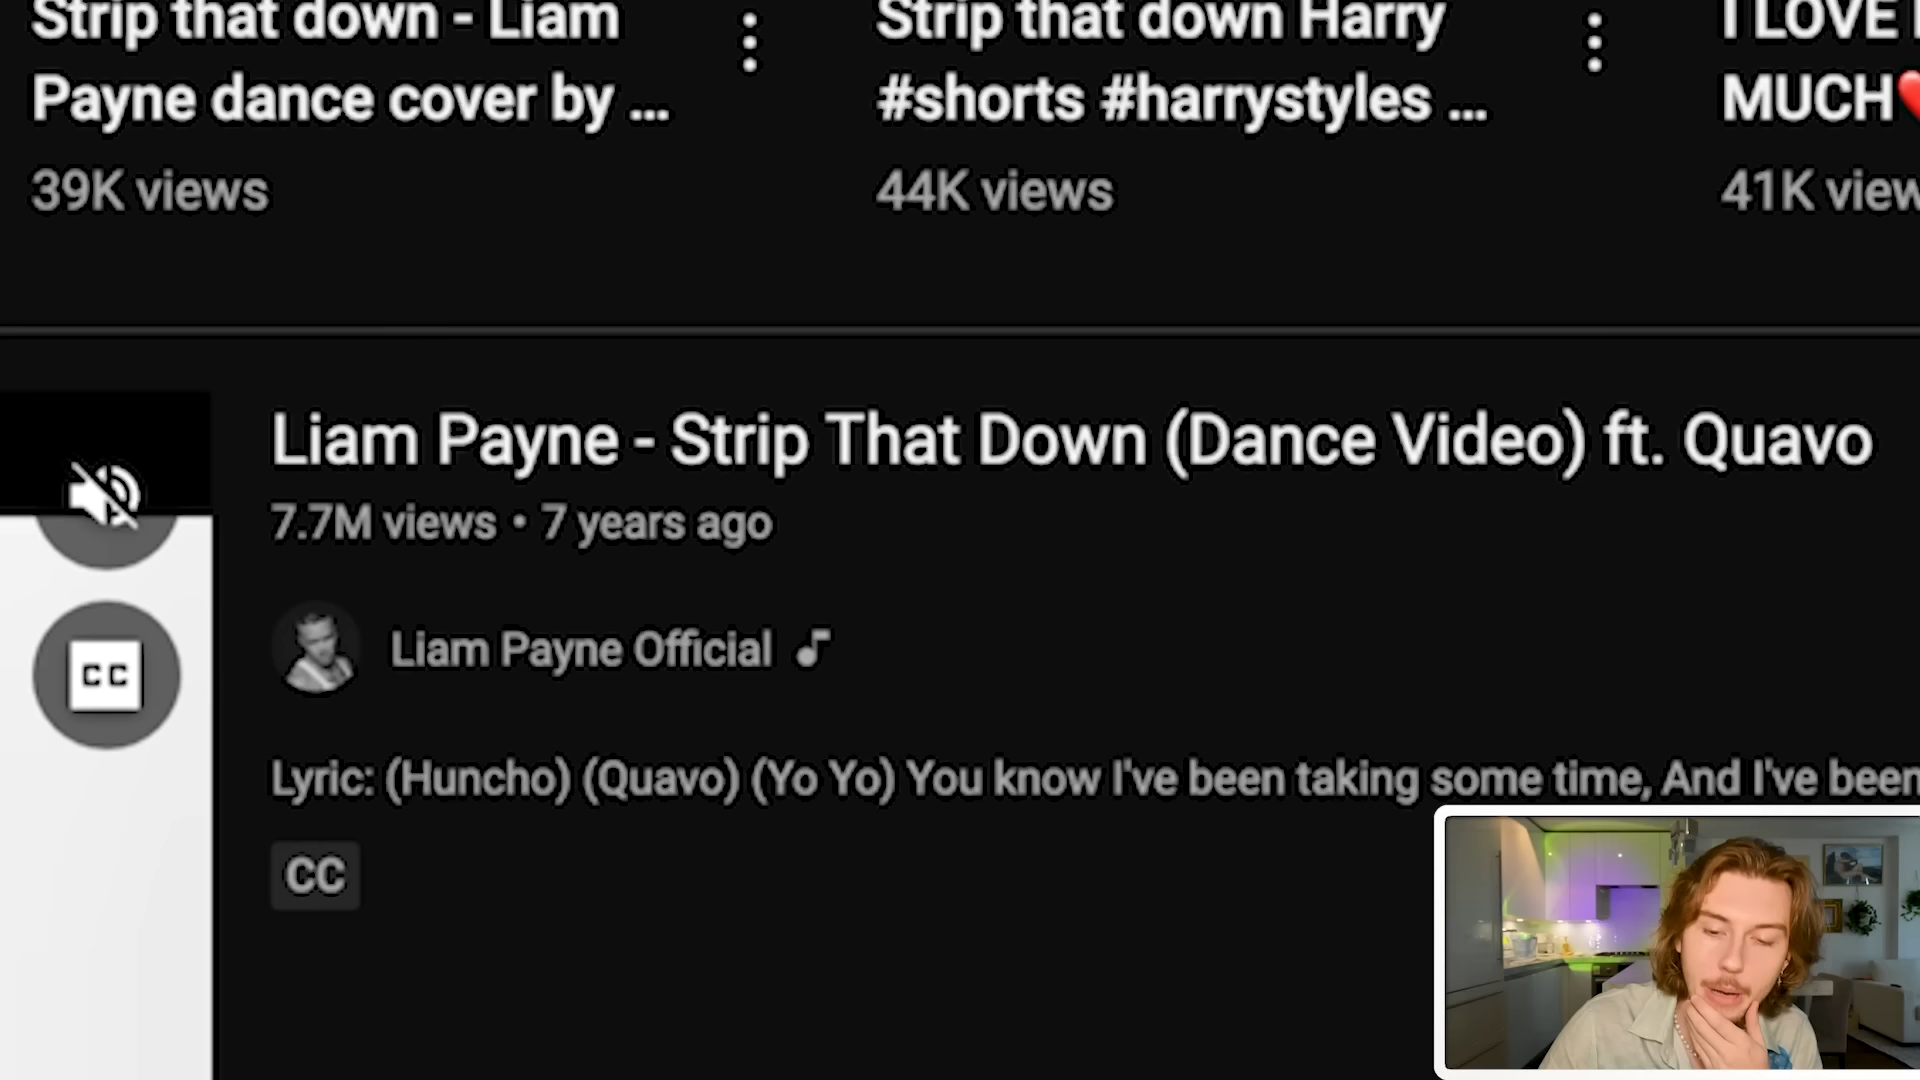 Strip that down - Liam
Payne dance cover by ...
39K views
Strip that down Harry
#shorts #harrystyles ...
44K views
I LOVE
MUCH❤
41K view
Liam Payne - Strip That Down (Dance Video) ft. Quavo
7.7M views • 7 years ago
Liam Payne Official
CC
Lyric: (Huncho) (Quavo) (Yo Yo) You know I've been taking some time, And I've been
CC